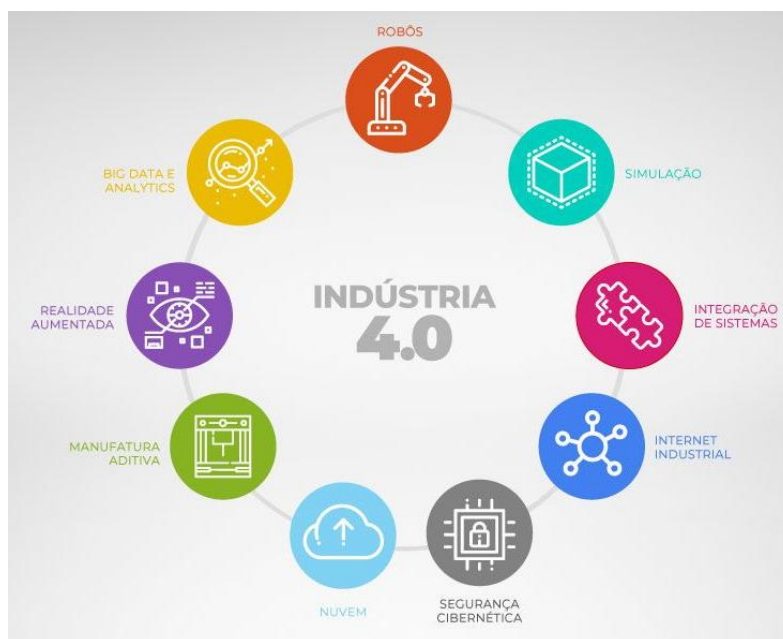 ROBÔS
BIG DATA E
ANALYTICS
SIMULAÇÃO
REALIDADE
AUMENTADA
INDÚSTRIA
4.0
INTEGRAÇÃO
DE SISTEMAS
MANUFATURA
ADITIVA
INTERNET
INDUSTRIAL
NUVEM
SEGURANÇA
CIBERNÉTICA